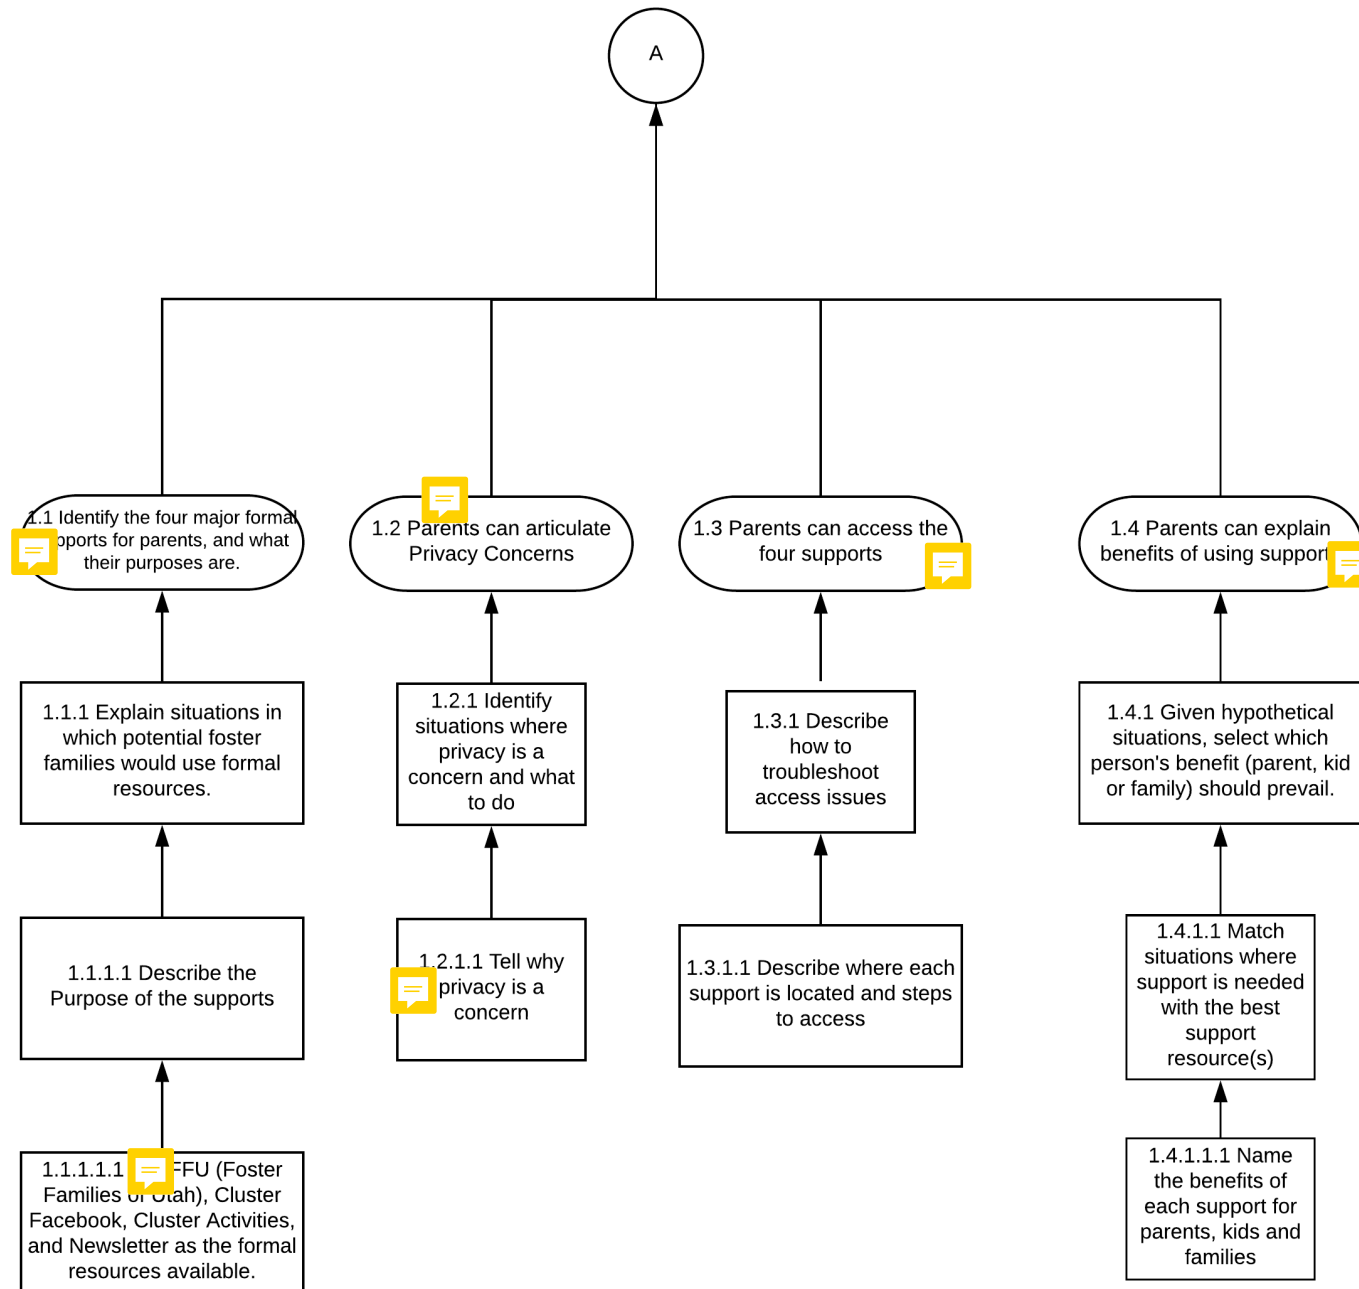 A
1.1 Identify the four major formal
pports for parents, and what
their purposes are.
1.2 Parents can articulate
Privacy Concerns
1.3 Parents can access the
four supports
1.4 Parents can explain
benefits of using support
1.1.1 Explain situations in
which potential foster
families would use formal
resources.
1.2.1 Identify
situations where
privacy is a
concern and what
to do
1.3.1 Describe
how to
troubleshoot
access issues
1.4.1 Given hypothetical
situations, select which
person's benefit (parent, kid
or family) should prevail.
1.1.1.1 Describe the
Purpose of the supports
1.2.1.1 Tell why
privacy is a
concern
1.3.1.1 Describe where each
support is located and steps
to access
1.4.1.1 Match
situations where
support is needed
with the best
support
resource(s)
1.1.1.1.1 FFU (Foster
Families of Utah), Cluster
Facebook, Cluster Activities,
and Newsletter as the formal
resources available.
1.4.1.1.1 Name
the benefits of
each support for
parents, kids and
families